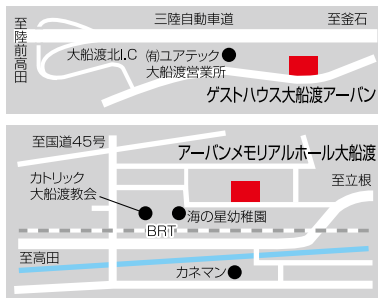 三陸自動車道
至釜石
至陸前高田
大船渡北I.C
(有)ユアテック
大船渡営業所
ゲストハウス大船渡アーバン
至国道45号
アーバンメモリアルホール大船渡
カトリック
大船渡教会
至立根
海の星幼稚園
BRT
至高田
カネマン